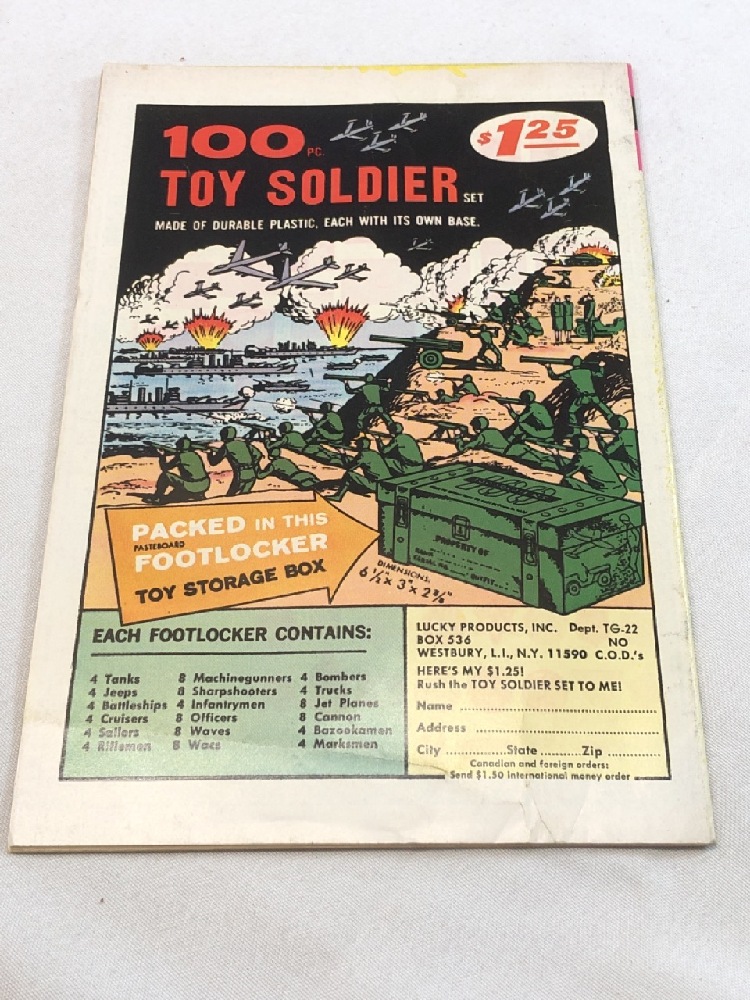 100 PC.
$1.25
TOY SOLDIER SET
MADE OF DURABLE PLASTIC, EACH WITH ITS OWN BASE.
PACKED IN THIS
PASTEBOARD
FOOTLOCKER
TOY STORAGE BOX
PROPERTY OF
DIMENSIONS:
6 1/2 x 3" x 2 3/8"
EACH FOOTLOCKER CONTAINS:
4 Tanks
4 Jeeps
4 Battleships
4 Cruisers
4 Sailors
4 Riflemen
8 Machinegunners
8 Sharpshooters
4 Infantrymen
8 Officers
8 Waves
8 Wacs
4 Bombers
4 Trucks
8 Jet Planes
8 Cannon
4 Bazookamen
4 Marksmen
LUCKY PRODUCTS, INC. Dept. TG-22
BOX 536 NO
WESTBURY, L.I., N.Y. 11590 C.O.D.'s
HERE'S MY $1.25!
Rush the TOY SOLDIER SET TO ME!
Name
Address
City State Zip
Canadian and foreign orders:
Send $1.50 International money order